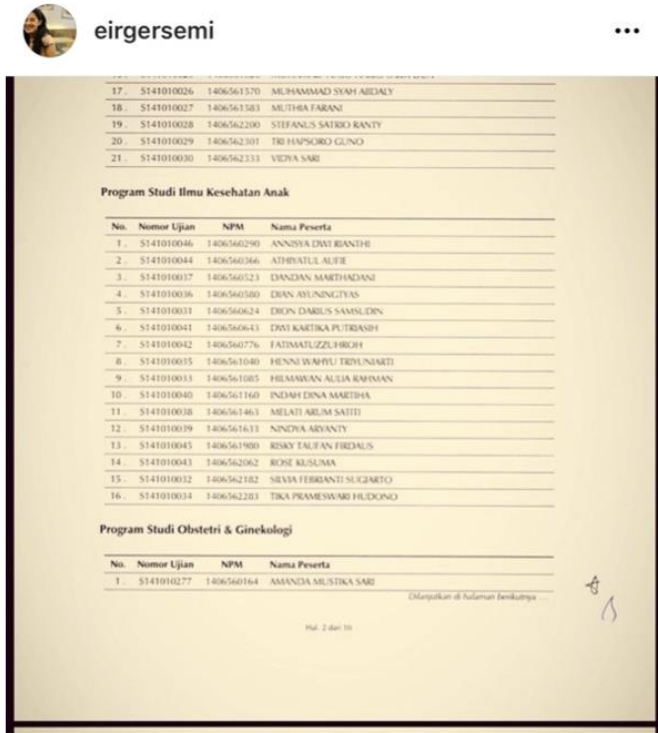 eirgersemi
17. S141010026 1406561570 MUHAMMAD SYAH ABDALY
18. S141010027 1406561583 MUTHIA FARANI
19. S141010028 1406562200 STEFANUS SATRIO RANTY
20. S141010029 1406562301 TRI HAPSORO GUNO
21. S141010030 1406562333 VIDYA SARI
Program Studi Ilmu Kesehatan Anak
No. Nomor Ujian NPM Nama Peserta
1. S141010046 1406560290 ANNISYA DWI RIANTHI
2. S141010044 1406560366 ATHIYATUL AUFIE
3. S141010037 1406560523 DANDAN MARTHADANI
4. S141010036 1406560580 DIAN AYUNINGTYAS
5. S141010031 1406560624 DION DARIUS SAMSUDIN
6. S141010041 1406560643 DWI KARTIKA PUTRIASIH
7. S141010042 1406560776 FATIMATUZZUHROH
8. S141010035 1406561040 HENNI WAHYU TRIYUNIARTI
9. S141010033 1406561085 HILMAWAN AULIA RAHMAN
10. S141010040 1406561160 INDAH DINA MARTIHA
11. S141010038 1406561463 MELATI ARUM SATITI
12. S141010039 1406561633 NINDYA ARYANTY
13. S141010045 1406561980 RISKY TAUFAN FIRDAUS
14. S141010043 1406562062 ROSE KUSUMA
15. S141010032 1406562182 SILVIA FEBRIANTI SUGIARTO
16. S141010034 1406562283 TIKA PRAMESWARI HUDONO
Program Studi Obstetri & Ginekologi
No. Nomor Ujian NPM Nama Peserta
1. S141010277 1406560164 AMANDA MUSTIKA SARI
Dilanjutkan di halaman berikutnya ...
Hal. 2 dari 10